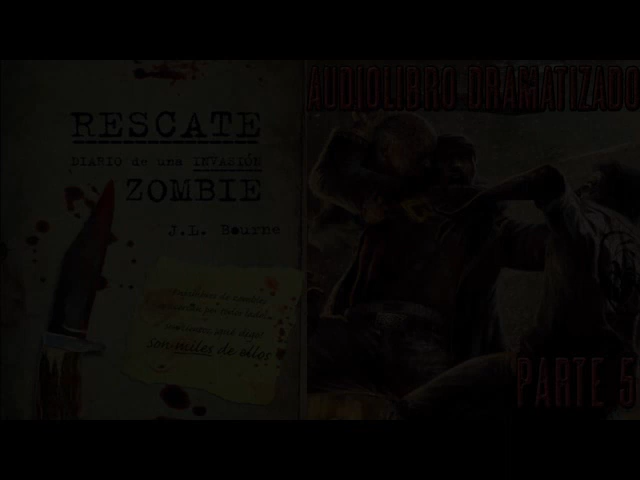 RESCATE
DIARIO de una INVASIÓN
ZOMBIE
J.L. Bourne
son miles de ellos
AUDIOLIBRO DRAMATIZADO
PARTE 5